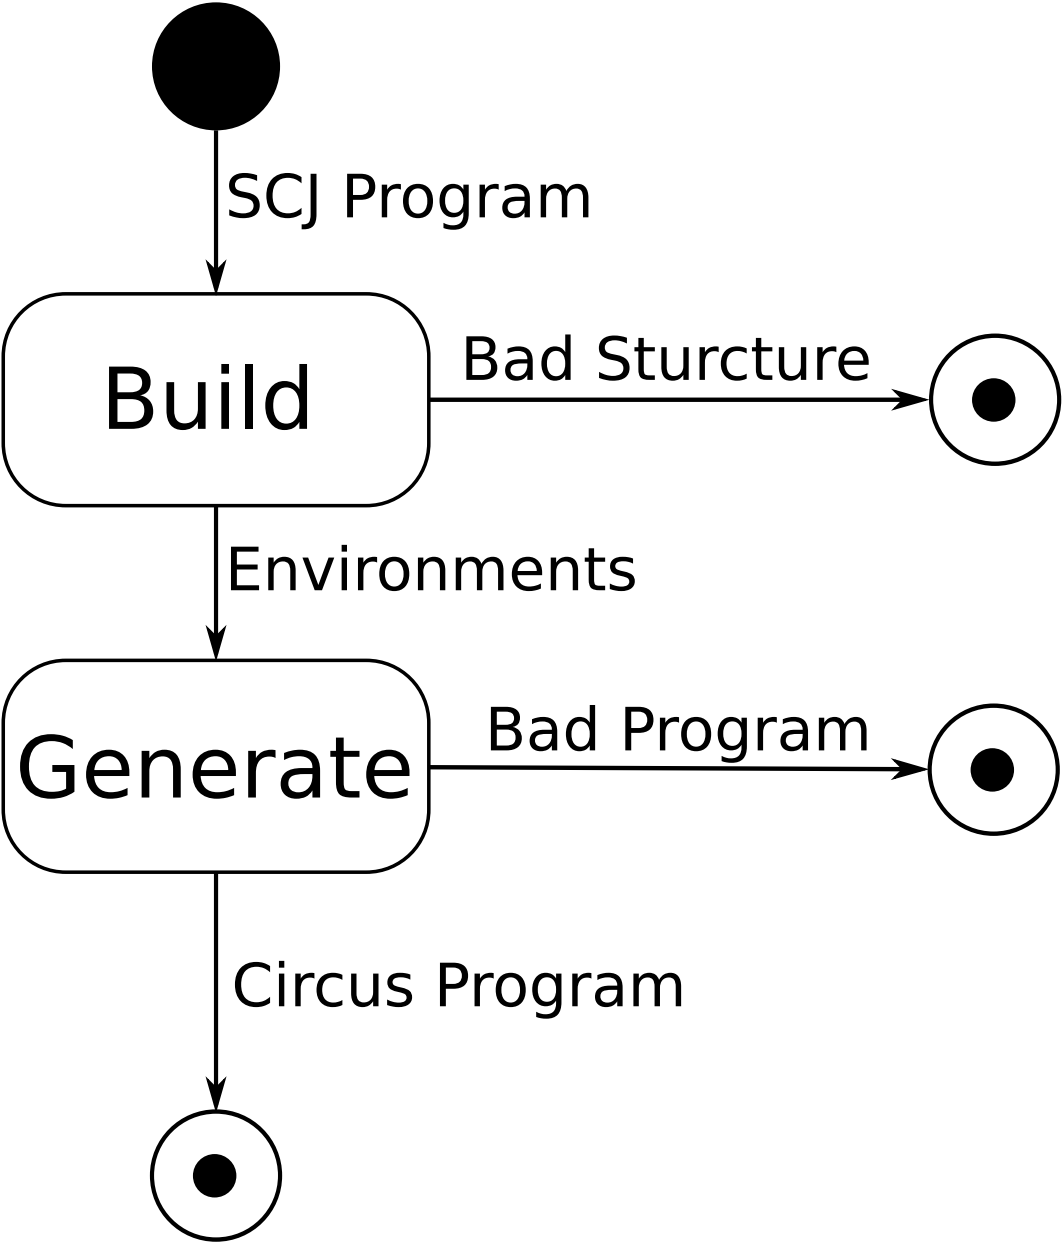 SCJ Program
Bad Sturcture
Build
Environments
Bad Program
Generate
Circus Program